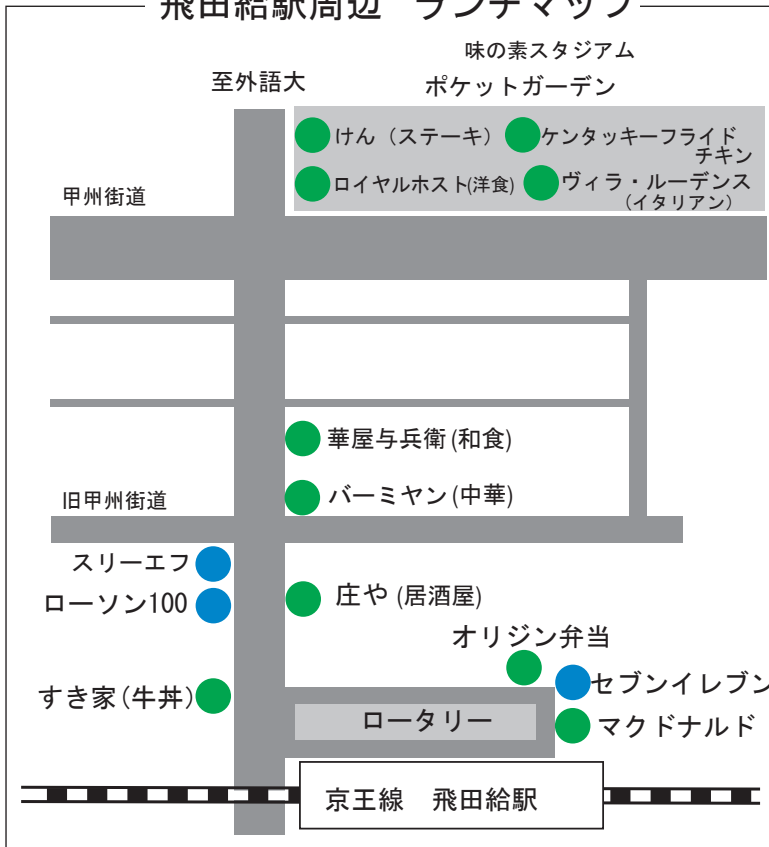 飛田給駅周辺 ランチマップ
味の素スタジアム
至外語大
ポケットガーデン
けん（ステーキ）
ケンタッキーフライド
チキン
ロイヤルホスト(洋食)
ヴィラ・ルーデンス
（イタリアン）
甲州街道
華屋与兵衛(和食)
バーミヤン(中華)
旧甲州街道
スリーエフ
ローソン100
庄や(居酒屋)
オリジン弁当
セブンイレブン
すき家(牛丼)
ロータリー
マクドナルド
京王線 飛田給駅